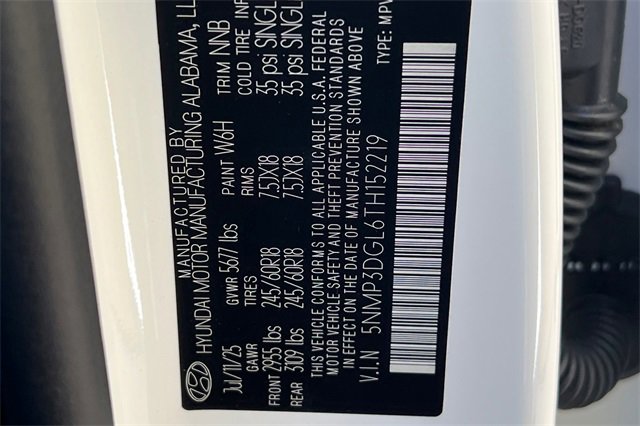 MANUFACTURED BY
HYUNDAI MOTOR MANUFACTURING ALABAMA, LL
Jul/11/25 GVWR 5677 lbs PAINT W6H TRIM NNB
GAWR TIRES RIMS COLD TIRE INF
FRONT 2955 lbs 245/60R18 7.5JX18 35 psi SINGL
REAR 3109 lbs 245/60R18 7.5JX18 35 psi SINGL
THIS VEHICLE CONFORMS TO ALL APPLICABLE U.S.A. FEDERAL
MOTOR VEHICLE SAFETY AND THEFT PREVENTION STANDARDS
IN EFFECT ON THE DATE OF MANUFACTURE SHOWN ABOVE
V.I.N 5NMP3DGL6TH152219 TYPE: MPV